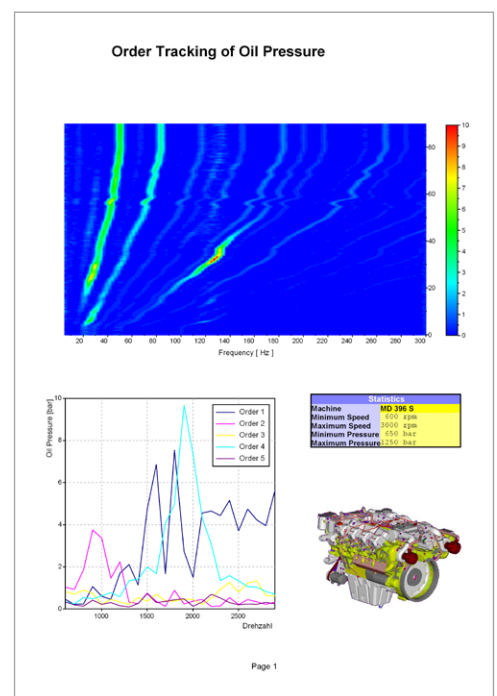 Order Tracking of Oil Pressure
10
9
8
7
6
5
4
3
2
1
0
80
60
40
20
0
20 40 60 80 100 120 140 160 180 200 220 240 260 280 300
Frequency [ Hz ]
Oil Pressure [bar]
10
8
6
4
2
0
1000 1500 2000 2500
Drehzahl
Order 1
Order 2
Order 3
Order 4
Order 5
Statistics
Machine MD 396 S
Minimum Speed 600 rpm
Maximum Speed 3000 rpm
Minimum Pressure 650 bar
Maximum Pressure 1250 bar
Page 1